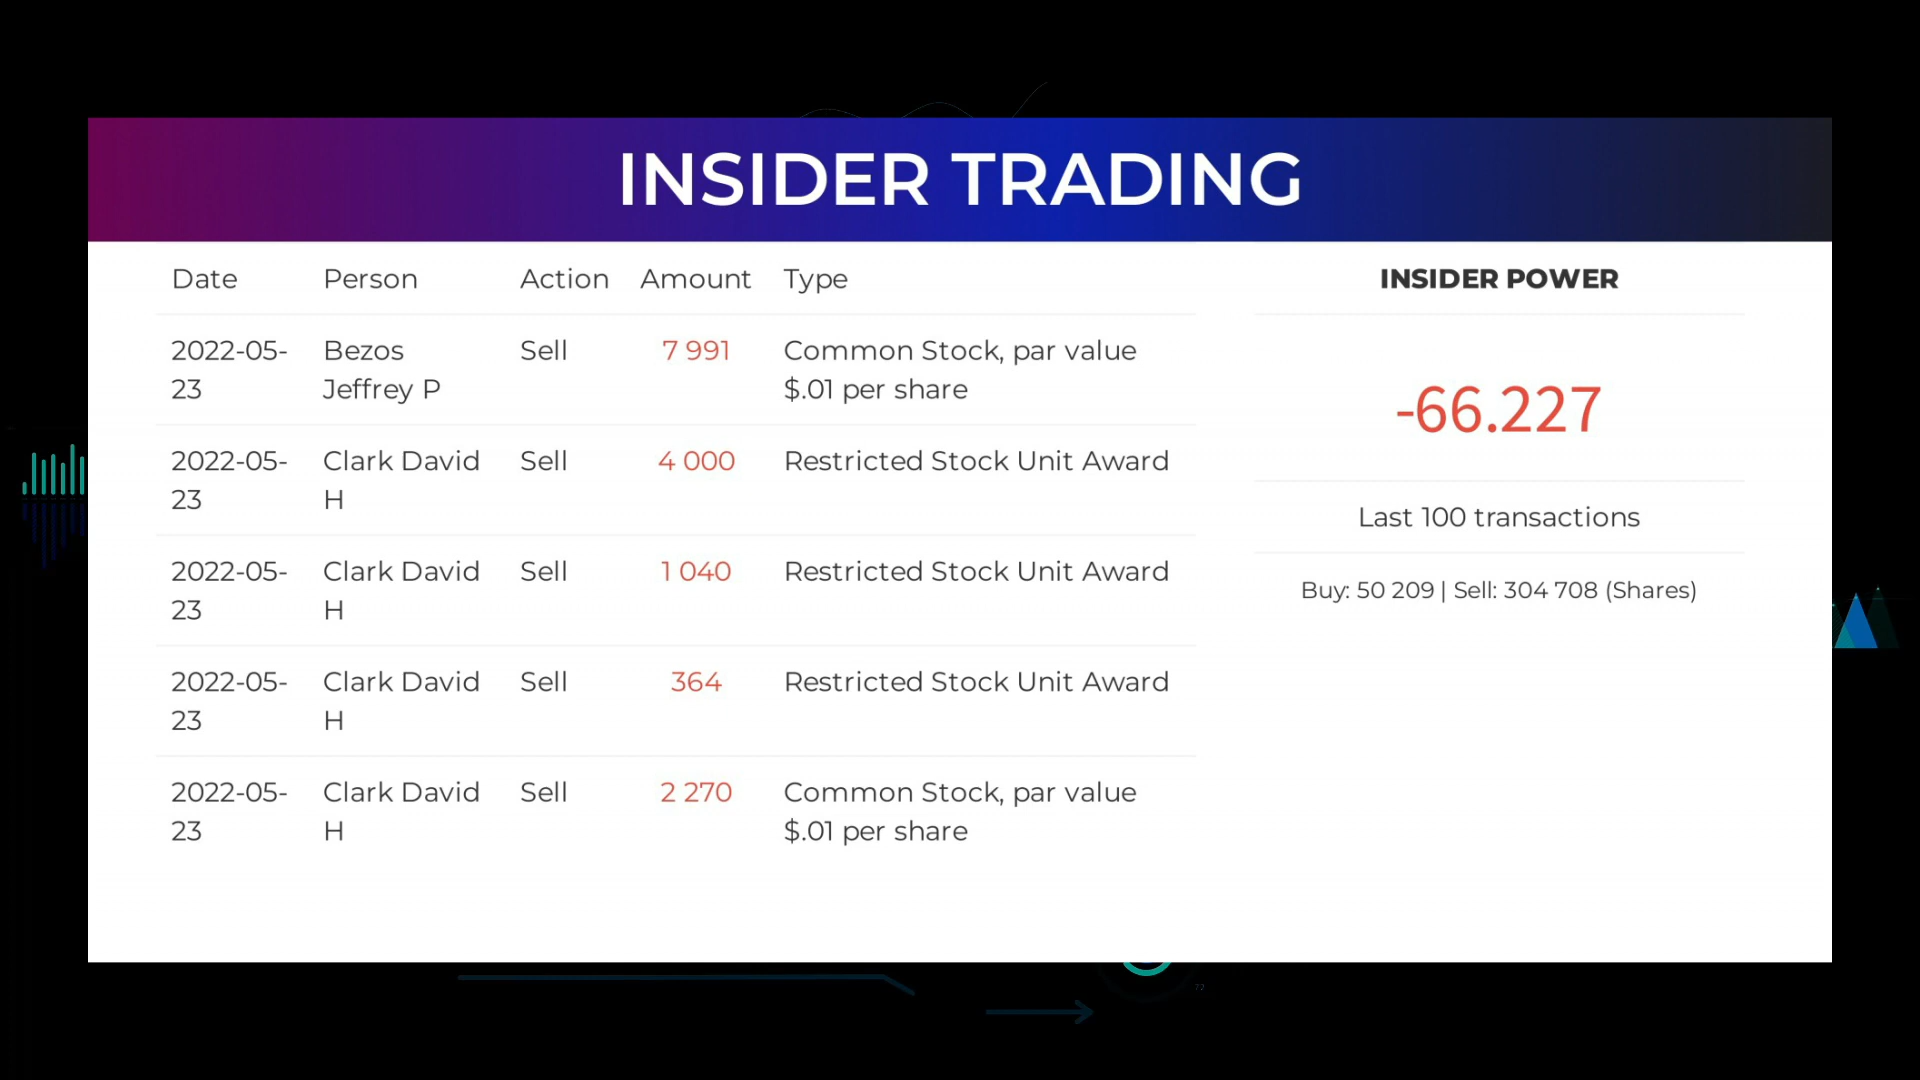 INSIDER TRADING
Date Person Action Amount Type
2022-05-
23
Bezos
Jeffrey P
Sell
7 991
Common Stock, par value
$.01 per share
2022-05-
23
Clark David
H
Sell
4 000
Restricted Stock Unit Award
2022-05-
23
Clark David
H
Sell
1 040
Restricted Stock Unit Award
2022-05-
23
Clark David
H
Sell
364
Restricted Stock Unit Award
2022-05-
23
Clark David
H
Sell
2 270
Common Stock, par value
$.01 per share
INSIDER POWER
-66.227
Last 100 transactions
Buy: 50 209 | Sell: 304 708 (Shares)
72